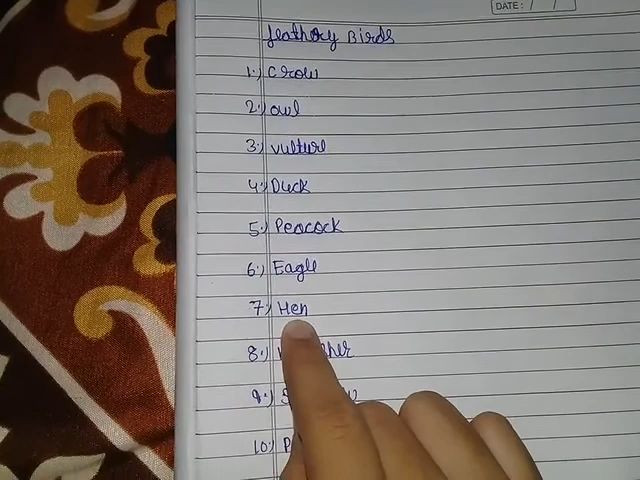 DATE: / /
feathory Birds
1.) crow
2.) owl
3.) vulture
4.) Duck
5.) Peacock
6.) Eagle
7.) Hen
8.)
9.)
10.)